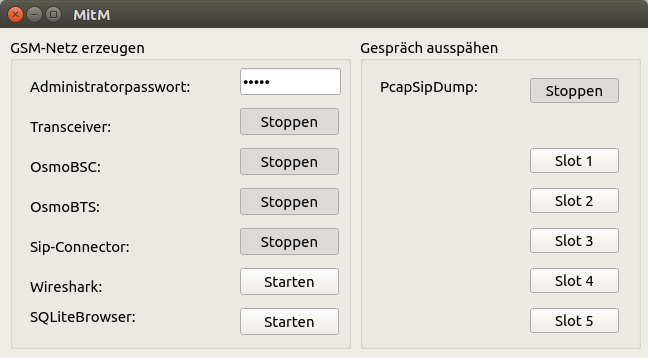 MitM
GSM-Netz erzeugen
Administratorpasswort: •••••
Transceiver: Stoppen
OsmoBSC: Stoppen
OsmoBTS: Stoppen
Sip-Connector: Stoppen
Wireshark: Starten
SQLiteBrowser: Starten
Gespräch ausspähen
PcapSipDump: Stoppen
Slot 1
Slot 2
Slot 3
Slot 4
Slot 5